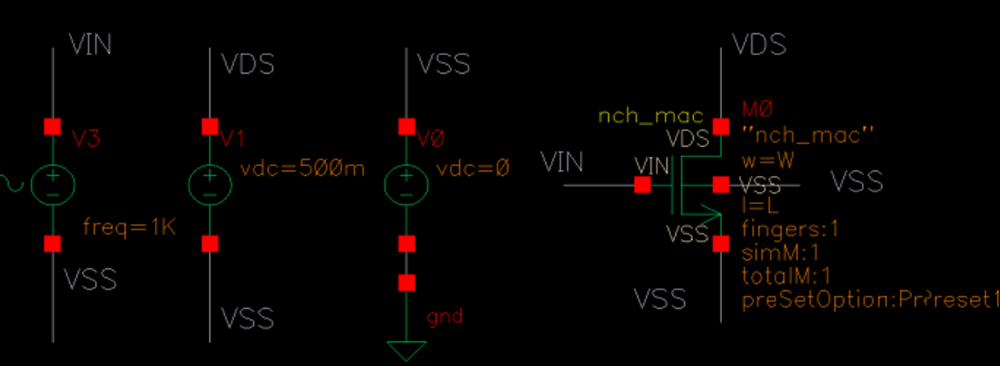 VIN
V3
freq=1K
VSS
VDS
V1
vdc=500m
VSS
VSS
V0
vdc=0
gnd
VDS
nch_mac
M0
VDS
"nch_mac"
VIN
VIN
w=W
VSS
VSS
l=L
VSS
fingers:1
simM:1
totalM:1
VSS